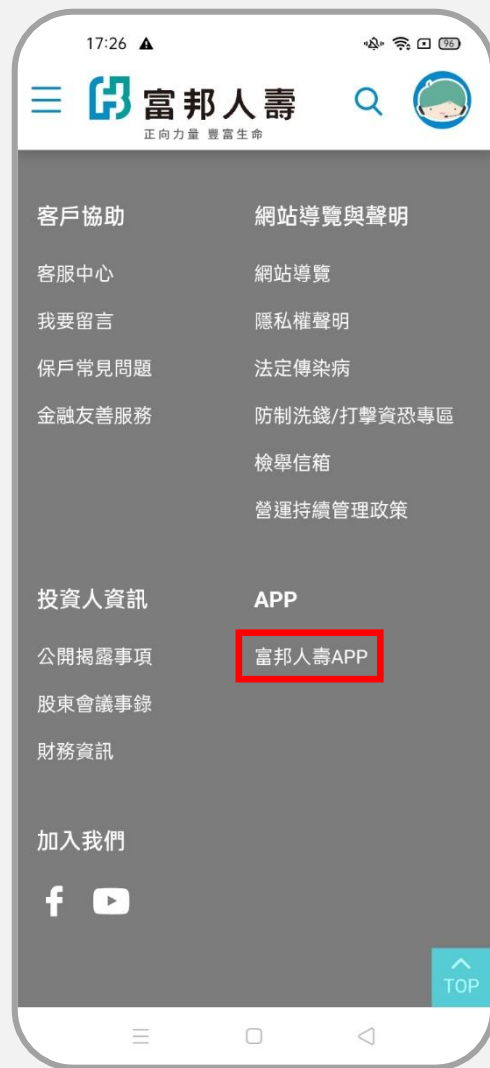 17:26
96
富邦人壽
正向力量 豐富生命
客戶協助
客服中心
我要留言
保戶常見問題
金融友善服務
網站導覽與聲明
網站導覽
隱私權聲明
法定傳染病
防制洗錢/打擊資恐專區
檢舉信箱
營運持續管理政策
投資人資訊
公開揭露事項
股東會議事錄
財務資訊
APP
富邦人壽APP
加入我們
TOP